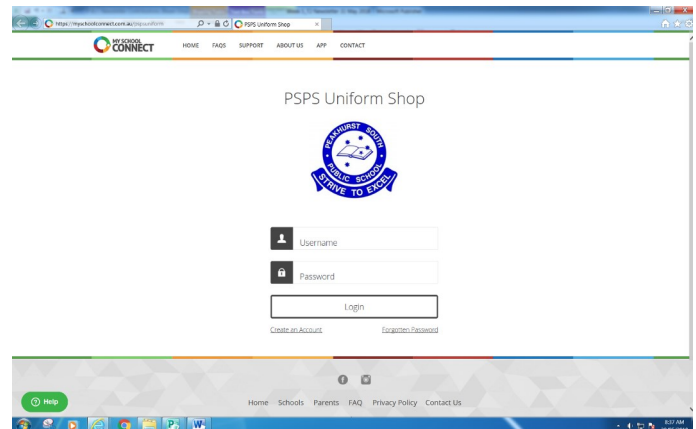 https://myschoolconnect.com.au/pspsuniform
PSPS Uniform Shop
MY SCHOOL
CONNECT
HOME FAQS SUPPORT ABOUT US APP CONTACT
PSPS Uniform Shop
PEAKHURST SOUTH
PUBLIC SCHOOL
STRIVE TO EXCEL
Username
Password
Login
Create an Account Forgotten Password
Help
Home Schools Parents FAQ Privacy Policy Contact Us
8:37 AM